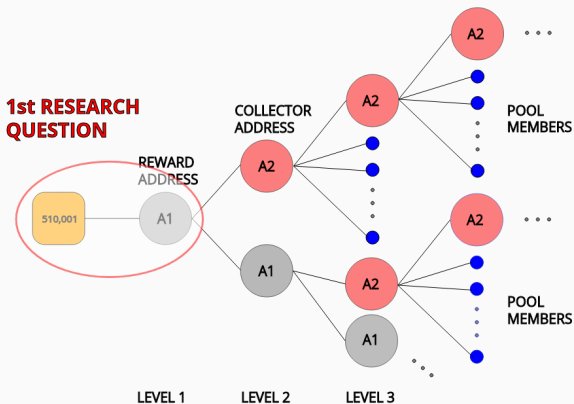 A2
A2
1st RESEARCH
QUESTION
COLLECTOR
ADDRESS
POOL
MEMBERS
REWARD
ADDRESS
A2
510,001
A1
A2
A1
A2
POOL
MEMBERS
A1
LEVEL 1
LEVEL 2
LEVEL 3